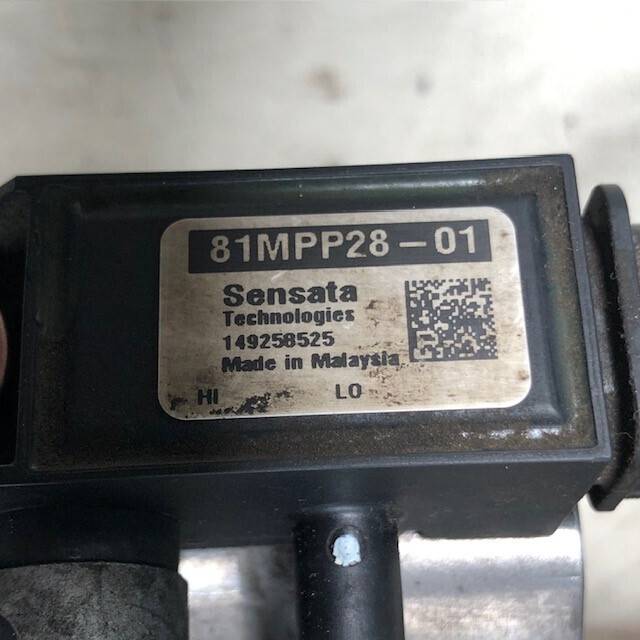 81MPP28-01
Sensata
Technologies
149258525
Made in Malaysia
HI LO